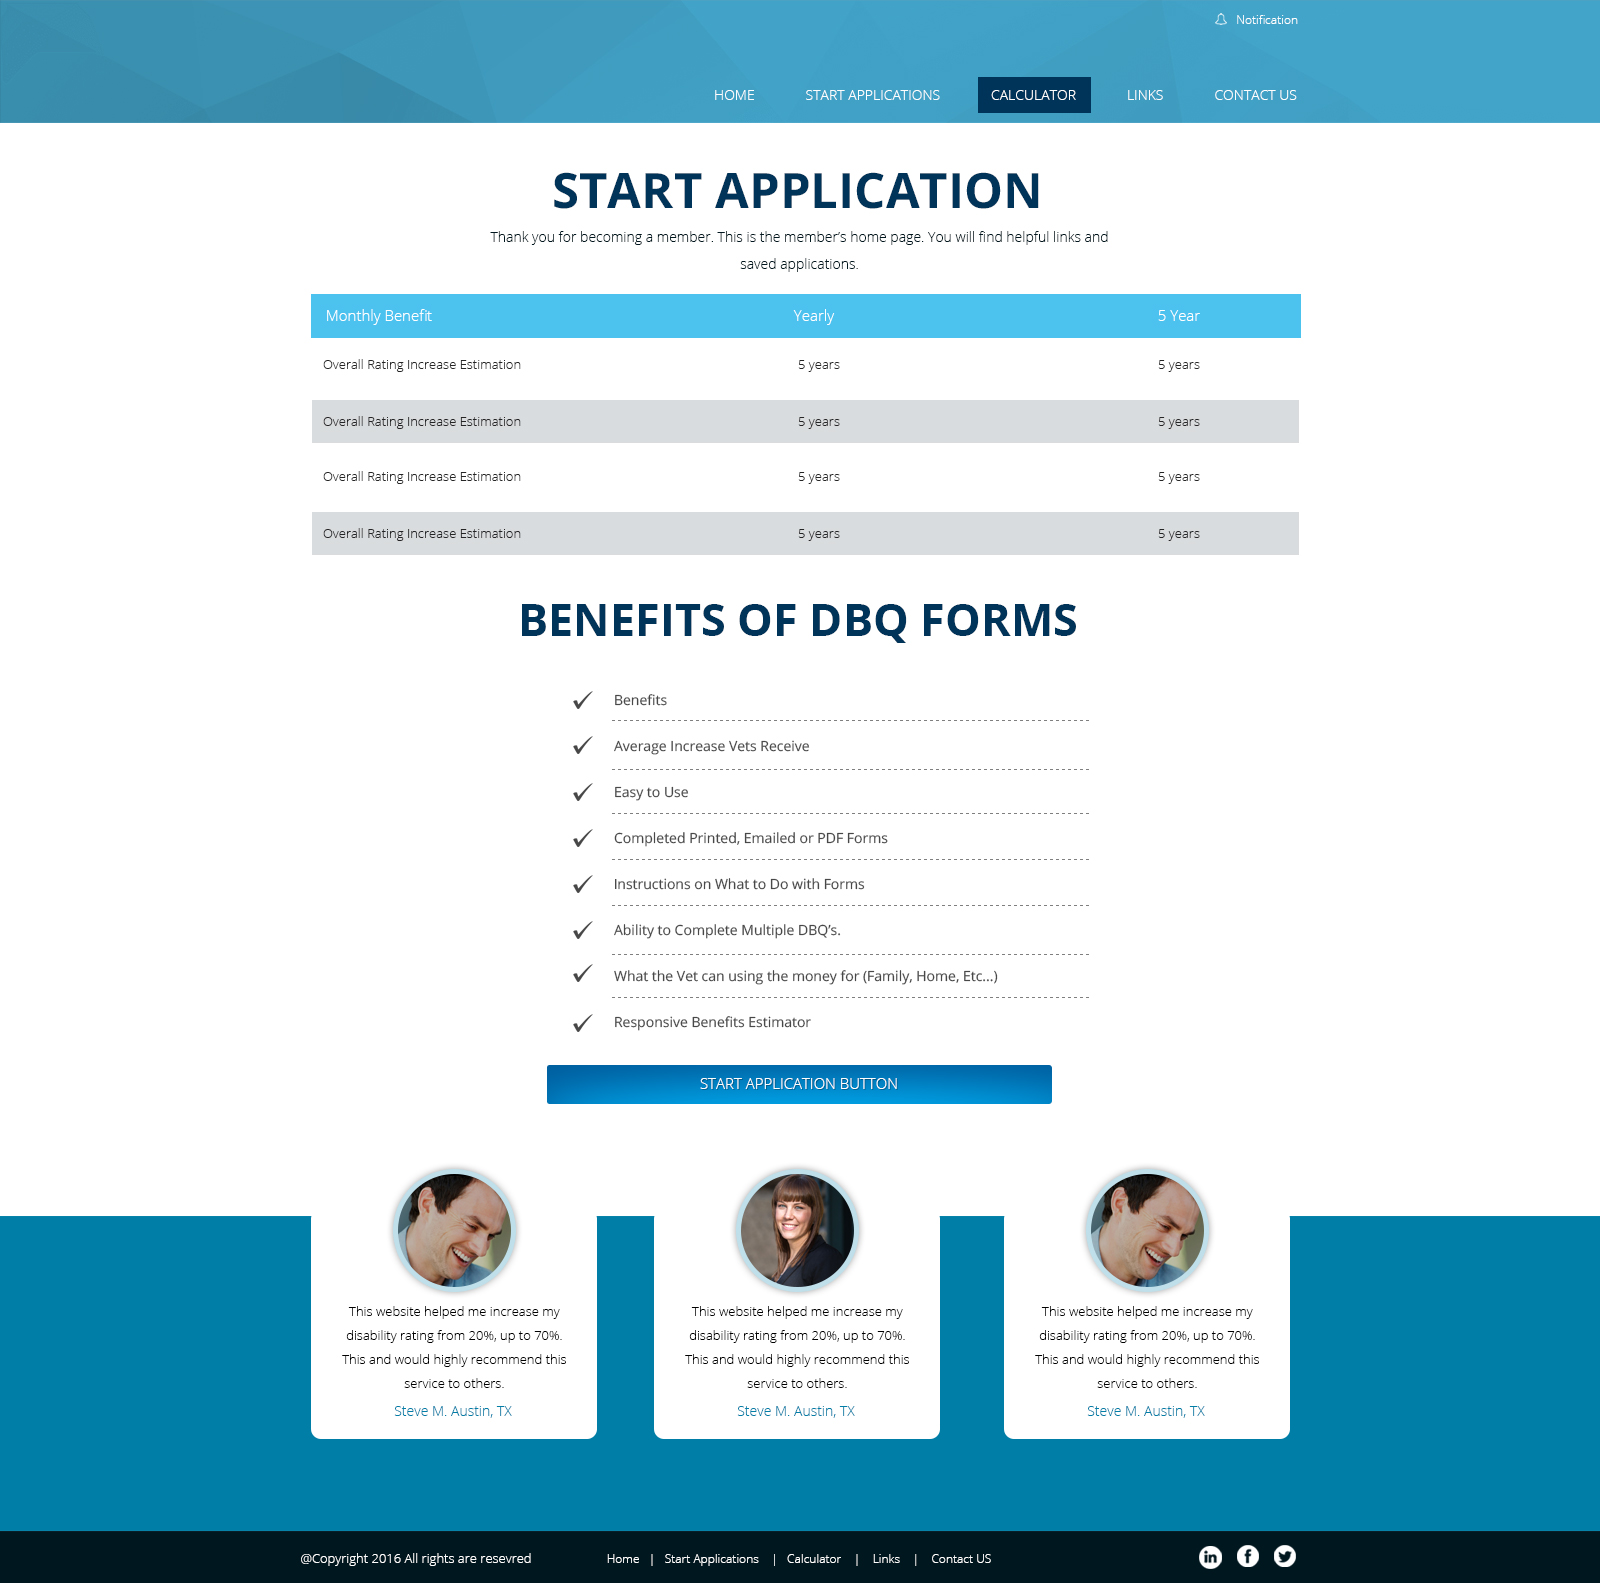 Notification
HOME START APPLICATIONS CALCULATOR LINKS CONTACT US
START APPLICATION
Thank you for becoming a member. This is the member’s home page. You will find helpful links and
saved applications.
Monthly Benefit Yearly 5 Year
Overall Rating Increase Estimation 5 years 5 years
Overall Rating Increase Estimation 5 years 5 years
Overall Rating Increase Estimation 5 years 5 years
Overall Rating Increase Estimation 5 years 5 years
BENEFITS OF DBQ FORMS
Benefits
Average Increase Vets Receive
Easy to Use
Completed Printed, Emailed or PDF Forms
Instructions on What to Do with Forms
Ability to Complete Multiple DBQ’s.
What the Vet can using the money for (Family, Home, Etc...)
Responsive Benefits Estimator
START APPLICATION BUTTON
This website helped me increase my
disability rating from 20%, up to 70%.
This and would highly recommend this
service to others.
Steve M. Austin, TX
This website helped me increase my
disability rating from 20%, up to 70%.
This and would highly recommend this
service to others.
Steve M. Austin, TX
This website helped me increase my
disability rating from 20%, up to 70%.
This and would highly recommend this
service to others.
Steve M. Austin, TX
@Copyright 2016 All rights are resevred Home | Start Applications | Calculator | Links | Contact US